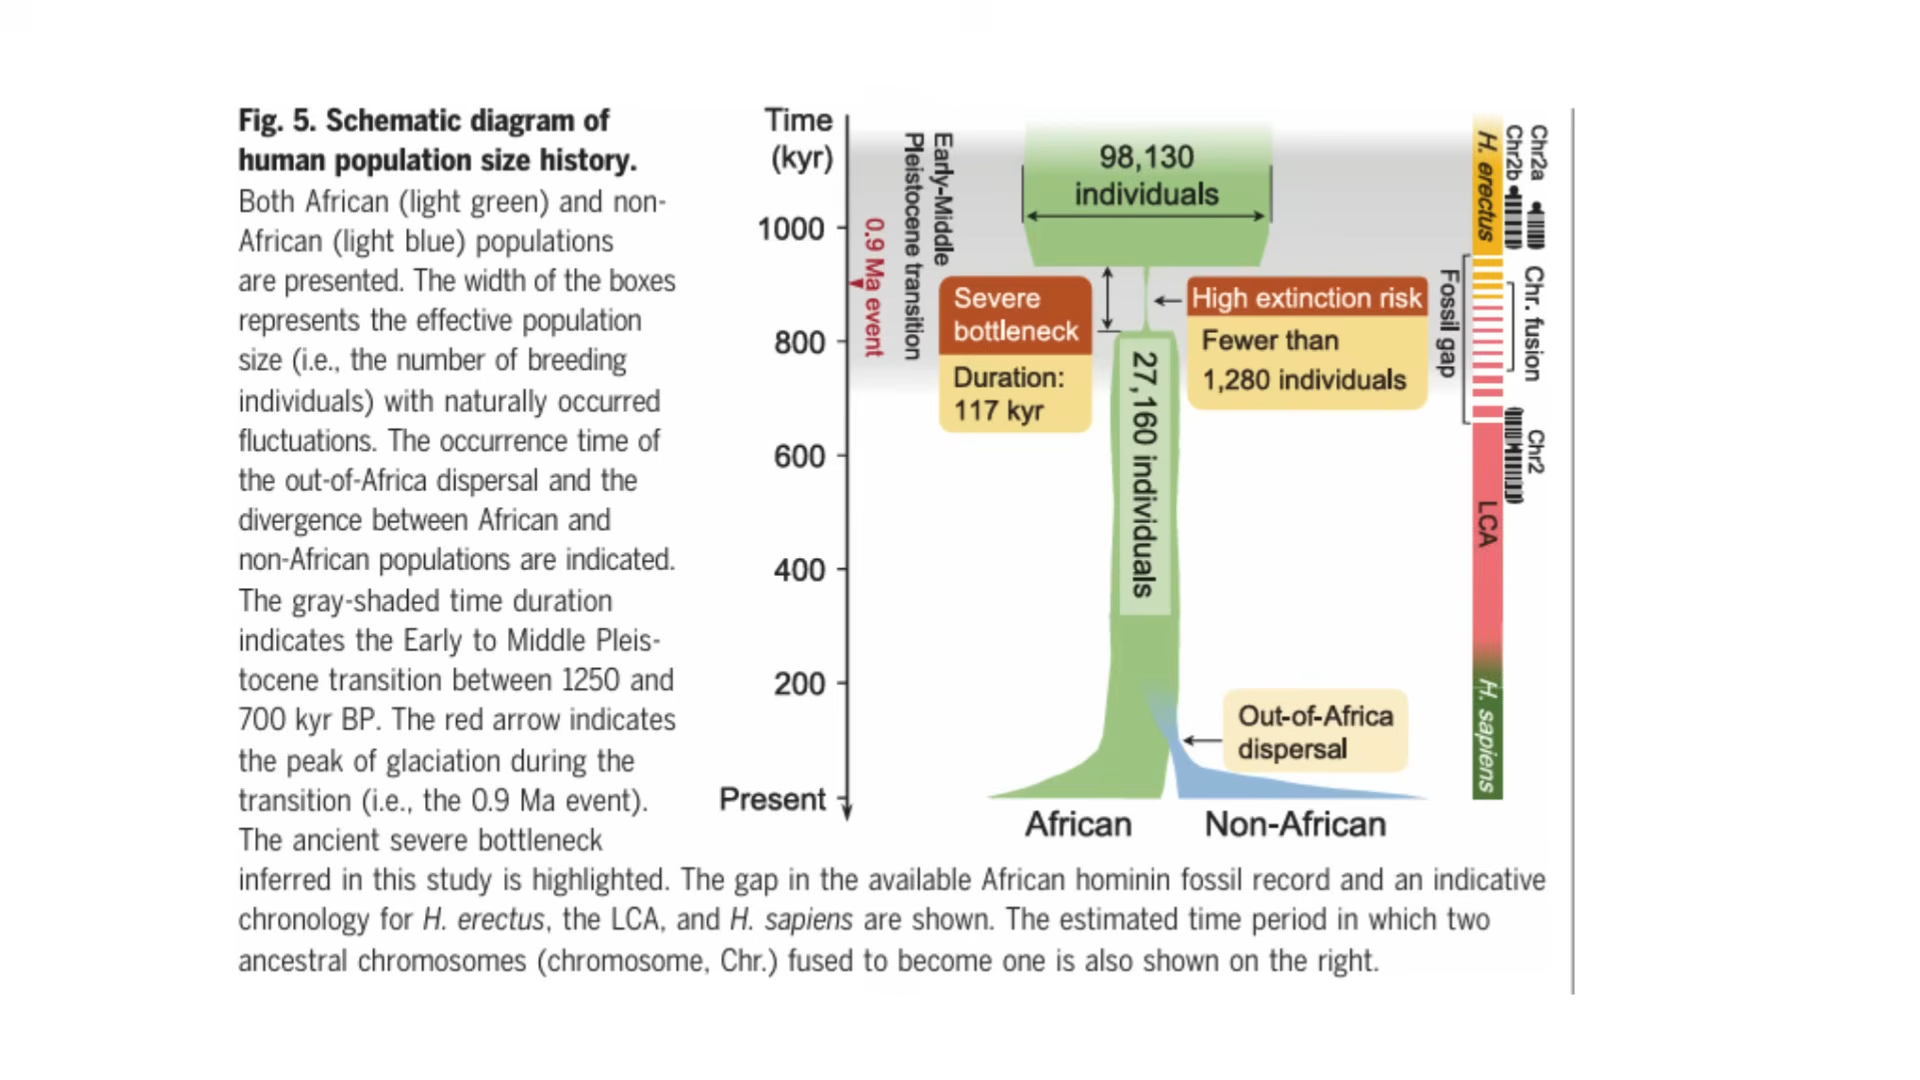 Fig. 5. Schematic diagram of
human population size history.
Both African (light green) and non-
African (light blue) populations
are presented. The width of the boxes
represents the effective population
size (i.e., the number of breeding
individuals) with naturally occurred
fluctuations. The occurrence time of
the out-of-Africa dispersal and the
divergence between African and
non-African populations are indicated.
The gray-shaded time duration
indicates the Early to Middle Pleis-
tocene transition between 1250 and
700 kyr BP. The red arrow indicates
the peak of glaciation during the
transition (i.e., the 0.9 Ma event).
The ancient severe bottleneck
inferred in this study is highlighted. The gap in the available African hominin fossil record and an indicative
chronology for H. erectus, the LCA, and H. sapiens are shown. The estimated time period in which two
ancestral chromosomes (chromosome, Chr.) fused to become one is also shown on the right.
Time
(kyr)
1000
800
600
400
200
Present
0.9 Ma event
Early-Middle
Pleistocene transition
98,130
individuals
Severe
bottleneck
Duration:
117 kyr
High extinction risk
Fewer than
1,280 individuals
27,160 individuals
Out-of-Africa
dispersal
African
Non-African
Fossil gap
H. erectus
LCA
H. sapiens
Chr2a
Chr2b
Chr. fusion
Chr2